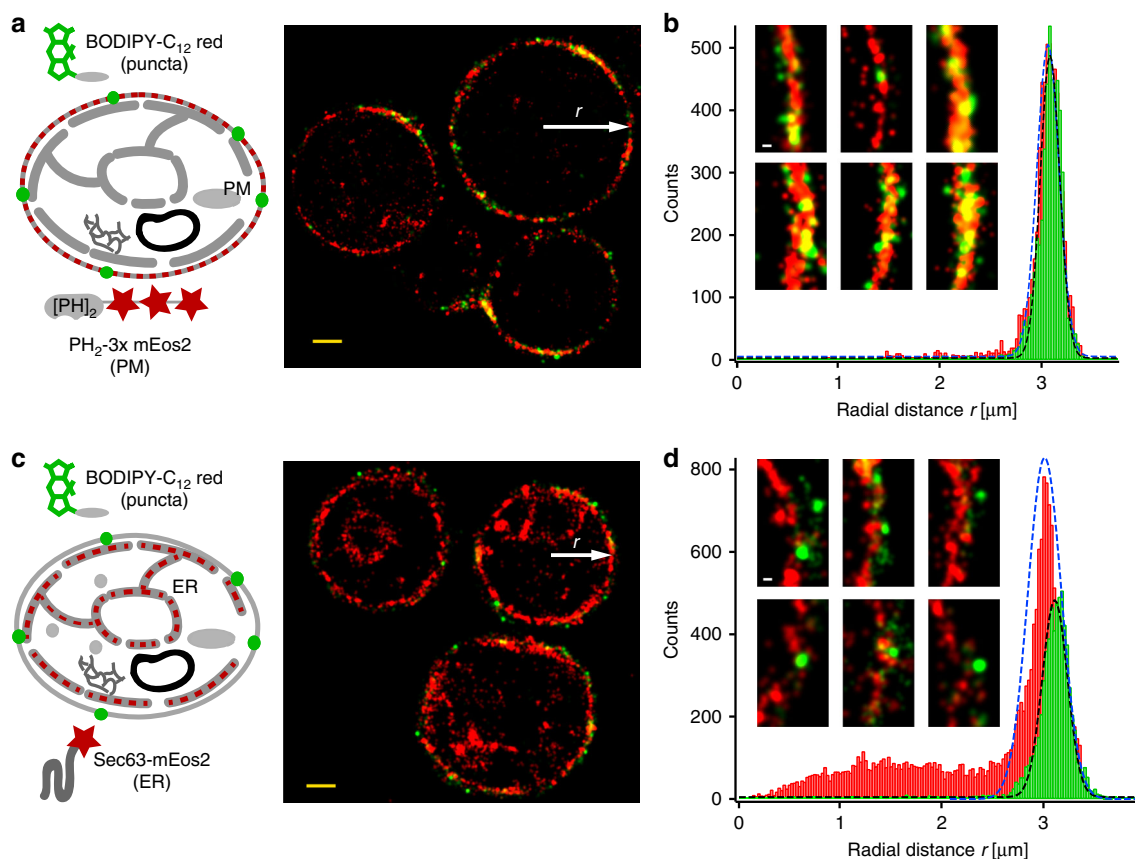 a
BODIPY-C12 red
(puncta)
PM
[PH]2
PH2-3x mEos2
(PM)
r
b
500
400
300
200
100
0
Counts
0 1 2 3
Radial distance r [μm]
c
BODIPY-C12 red
(puncta)
ER
Sec63-mEos2
(ER)
r
d
800
600
400
200
0
Counts
0 1 2 3
Radial distance r [μm]